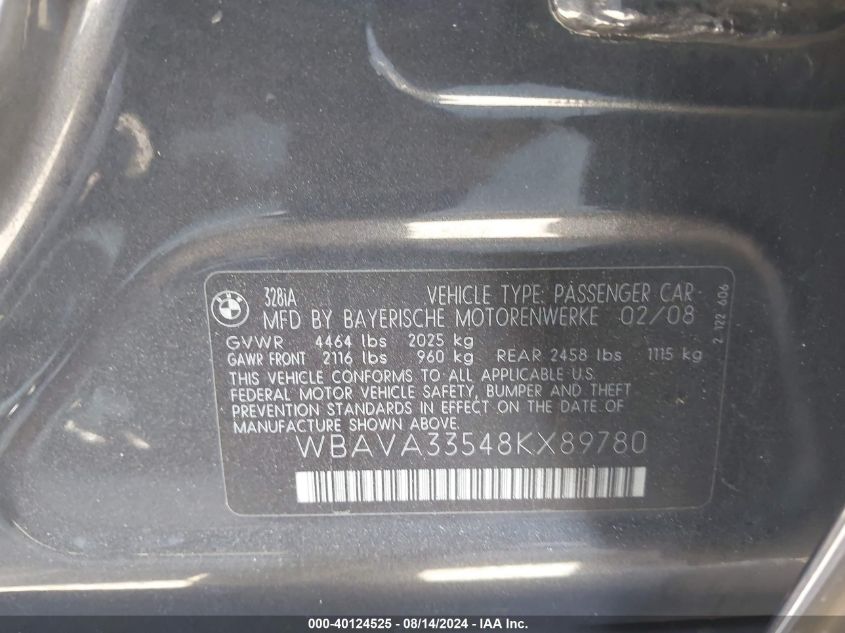 BMW
328iA VEHICLE TYPE: PASSENGER CAR
MFD BY BAYERISCHE MOTORENWERKE 02/08
GVWR 4464 lbs 2025 kg
GAWR FRONT 2116 lbs 960 kg REAR 2458 lbs 1115 kg
THIS VEHICLE CONFORMS TO ALL APPLICABLE U.S.
FEDERAL MOTOR VEHICLE SAFETY, BUMPER AND THEFT
PREVENTION STANDARDS IN EFFECT ON THE DATE OF
MANUFACTURE SHOWN ABOVE.
WBAVA33548KX89780
2 122 606
000-40124525 - 08/14/2024 - IAA Inc.